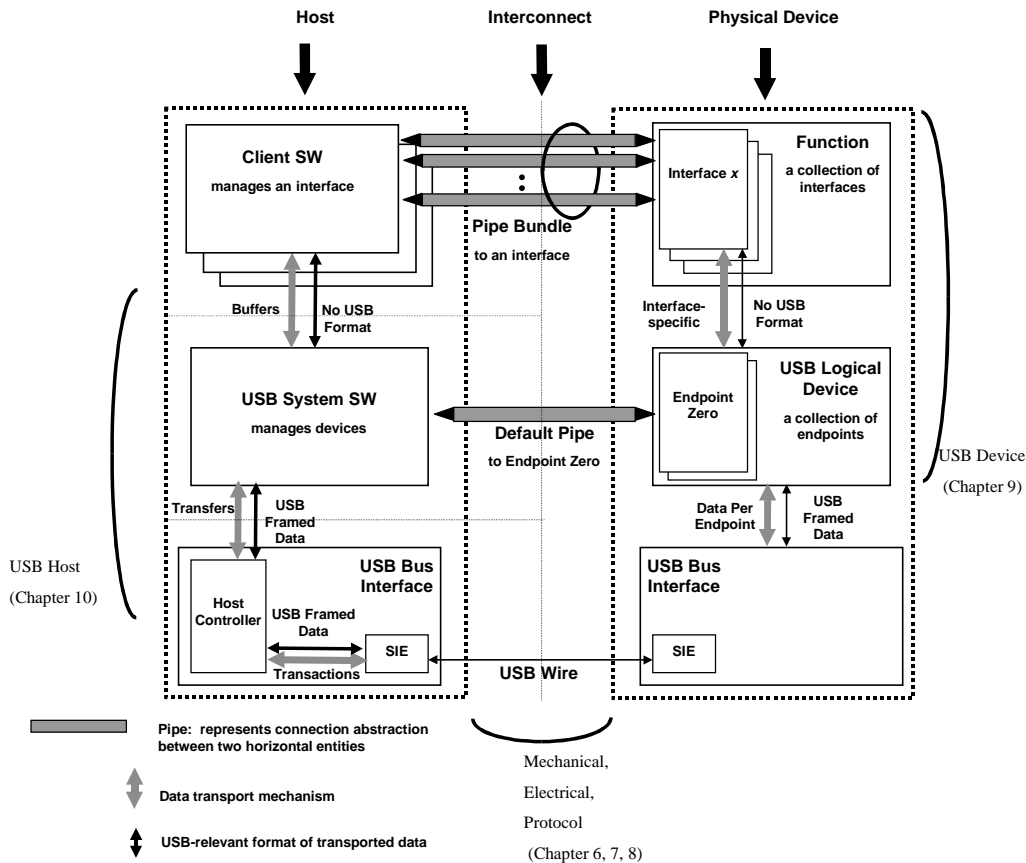 Host
Interconnect
Physical Device
Client SW
manages an interface
Pipe Bundle
to an interface
Interface x
Function
a collection of
interfaces
Buffers
No USB
Format
Interface-
specific
No USB
Format
USB System SW
manages devices
Default Pipe
to Endpoint Zero
Endpoint
Zero
USB Logical
Device
a collection of
endpoints
USB Device
(Chapter 9)
Transfers
USB
Framed
Data
Data Per
Endpoint
USB
Framed
Data
USB Host
(Chapter 10)
Host
Controller
USB Bus
Interface
USB Framed
Data
Transactions
SIE
USB Wire
USB Bus
Interface
SIE
Pipe: represents connection abstraction
between two horizontal entities
Data transport mechanism
USB-relevant format of transported data
Mechanical,
Electrical,
Protocol
(Chapter 6, 7, 8)